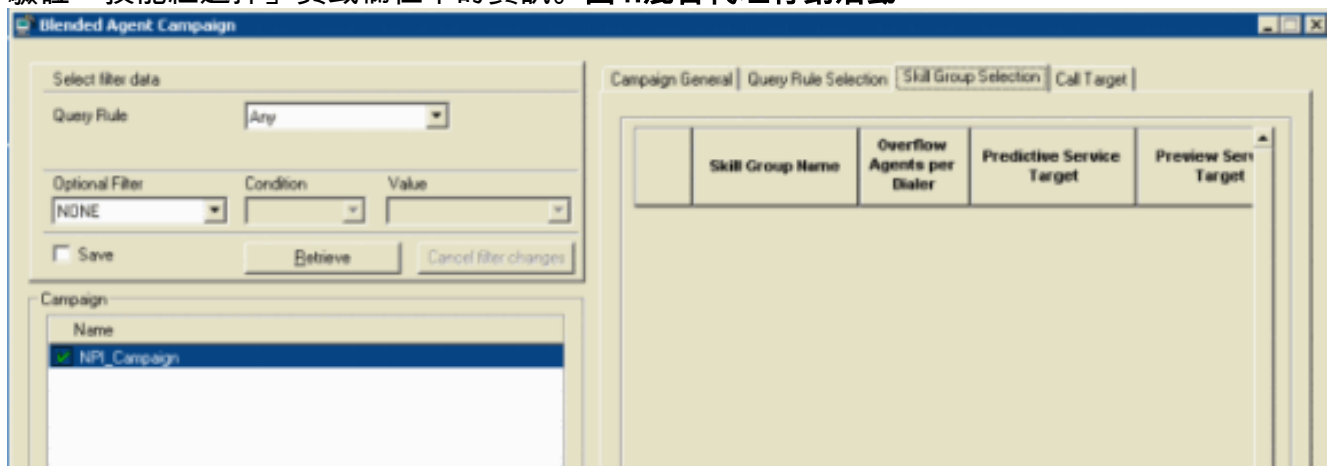 Blended Agent Campaign
Select filter data
Query Rule
Any
Optional Filter
Condition
Value
NONE
Save
Retrieve
Cancel filter changes
Campaign
Name
NPI_Campaign
Campaign General
Query Rule Selection
Skill Group Selection
Call Target
Skill Group Name
Overflow Agents per Dialer
Predictive Service Target
Preview Serv
Target